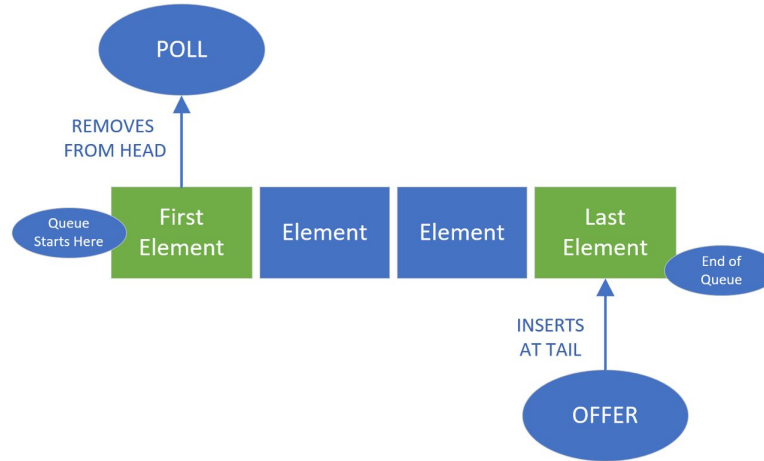 POLL
REMOVES
FROM HEAD
Queue
Starts Here
First
Element
Element
Element
Last
Element
End of
Queue
INSERTS
AT TAIL
OFFER